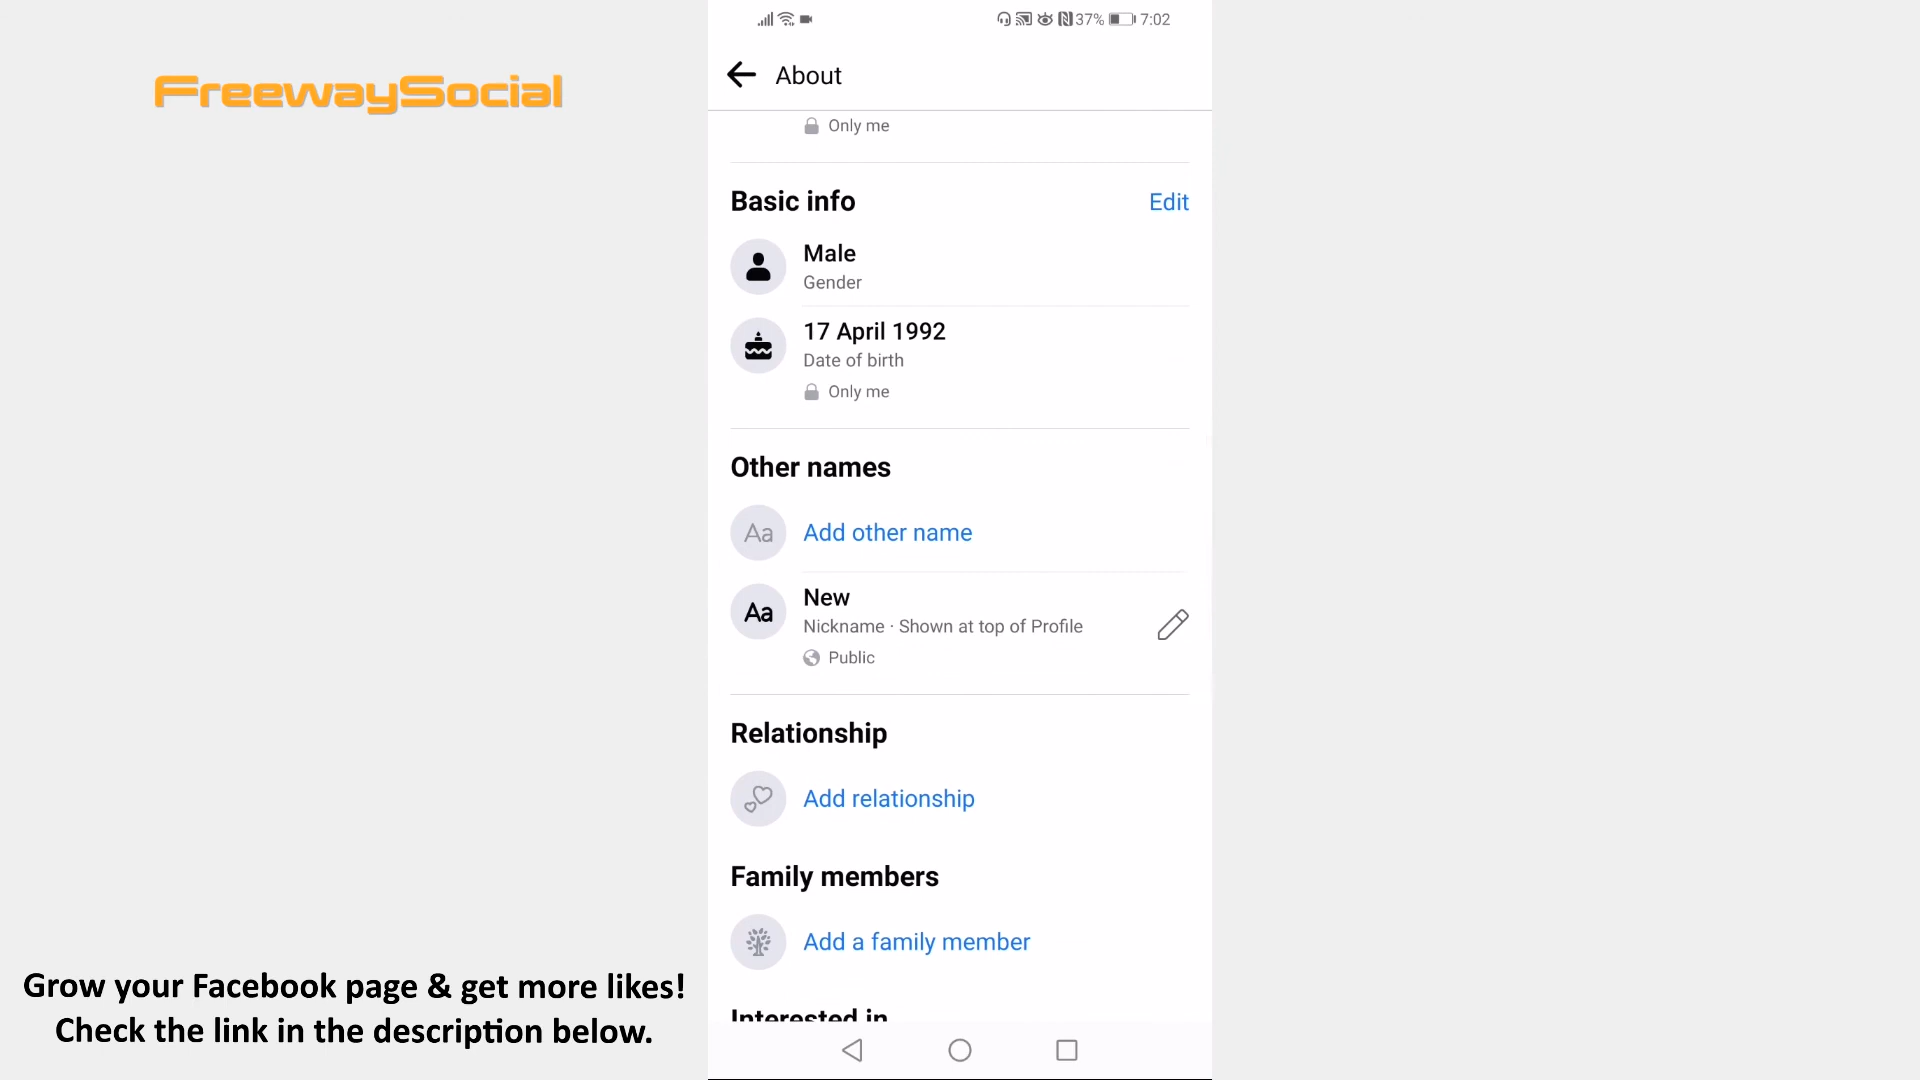 FreewaySocial
37% 7:02
About
Only me
Basic info
Edit
Male
Gender
17 April 1992
Date of birth
Only me
Other names
Aa Add other name
Aa New
Nickname · Shown at top of Profile
Public
Relationship
Add relationship
Family members
Add a family member
Interested in
Grow your Facebook page & get more likes!
Check the link in the description below.